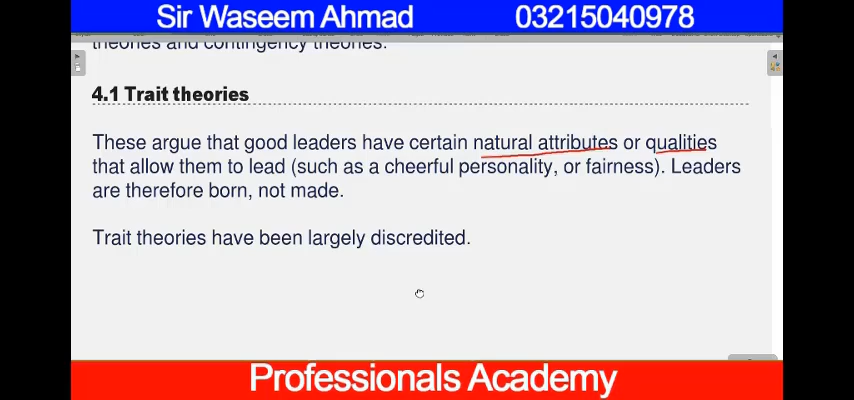 Sir Waseem Ahmad 03215040978
theories and contingency theories.
4.1 Trait theories
These argue that good leaders have certain natural attributes or qualities
that allow them to lead (such as a cheerful personality, or fairness). Leaders
are therefore born, not made.
Trait theories have been largely discredited.
Professionals Academy